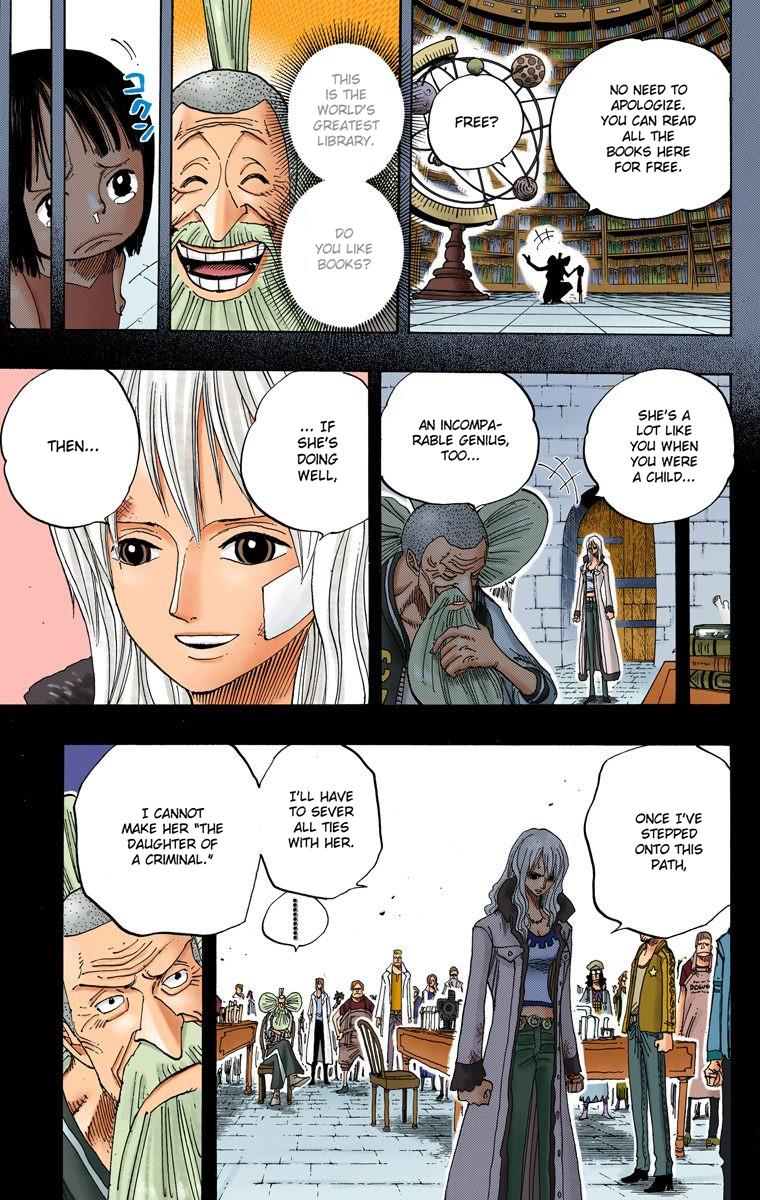 NO NEED TO
APOLOGIZE.
YOU CAN READ
ALL THE
BOOKS HERE
FOR FREE.
FREE?
THIS
IS THE
WORLD'S
GREATEST
LIBRARY.
DO
YOU LIKE
BOOKS?
コクン
SHE'S A
LOT LIKE
YOU WHEN
YOU WERE
A CHILD...
AN INCOMPA-
RABLE GENIUS,
TOO...
... IF
SHE'S
DOING
WELL,
THEN...
ONCE I'VE
STEPPED
ONTO THIS
PATH,
I'LL HAVE
TO SEVER
ALL TIES
WITH HER.
I CANNOT
MAKE HER "THE
DAUGHTER OF
A CRIMINAL."
.........